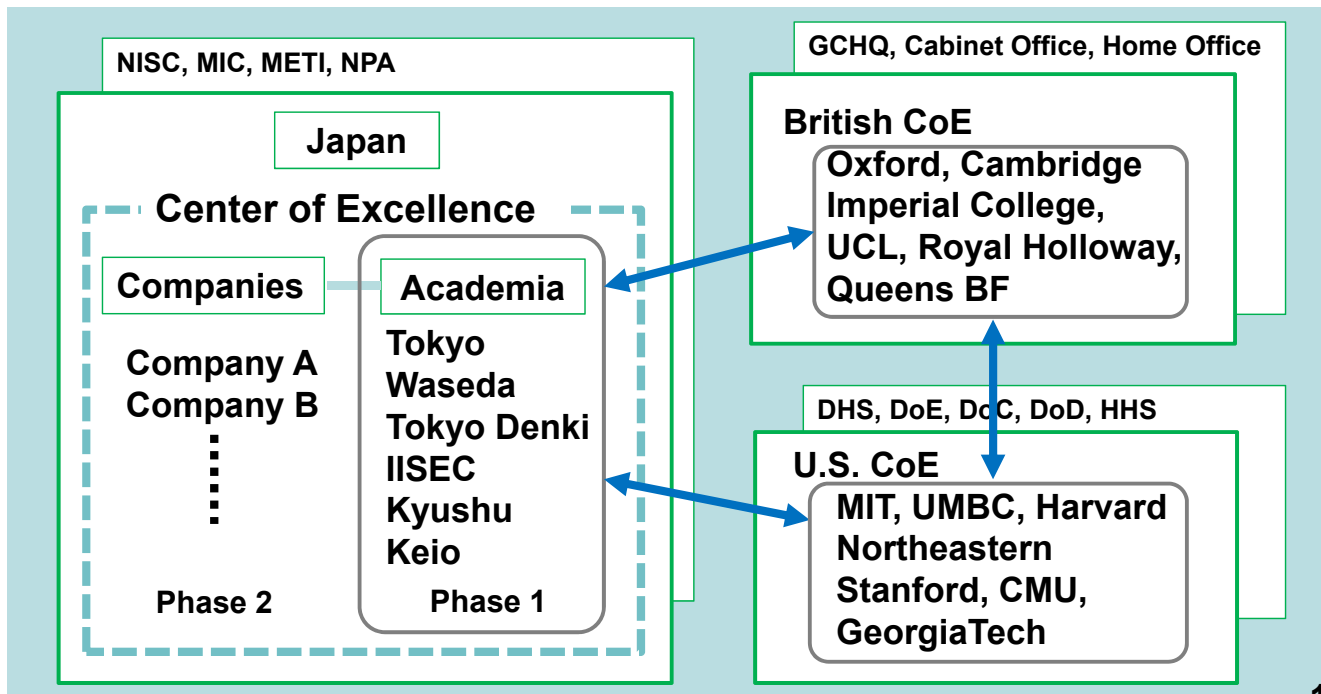 NISC, MIC, METI, NPA
Japan
Center of Excellence
Companies
Company A
Company B
Phase 2
Academia
Tokyo
Waseda
Tokyo Denki
IISEC
Kyushu
Keio
Phase 1
GCHQ, Cabinet Office, Home Office
British CoE
Oxford, Cambridge
Imperial College,
UCL, Royal Holloway,
Queens BF
DHS, DoE, DoC, DoD, HHS
U.S. CoE
MIT, UMBC, Harvard
Northeastern
Stanford, CMU,
GeorgiaTech